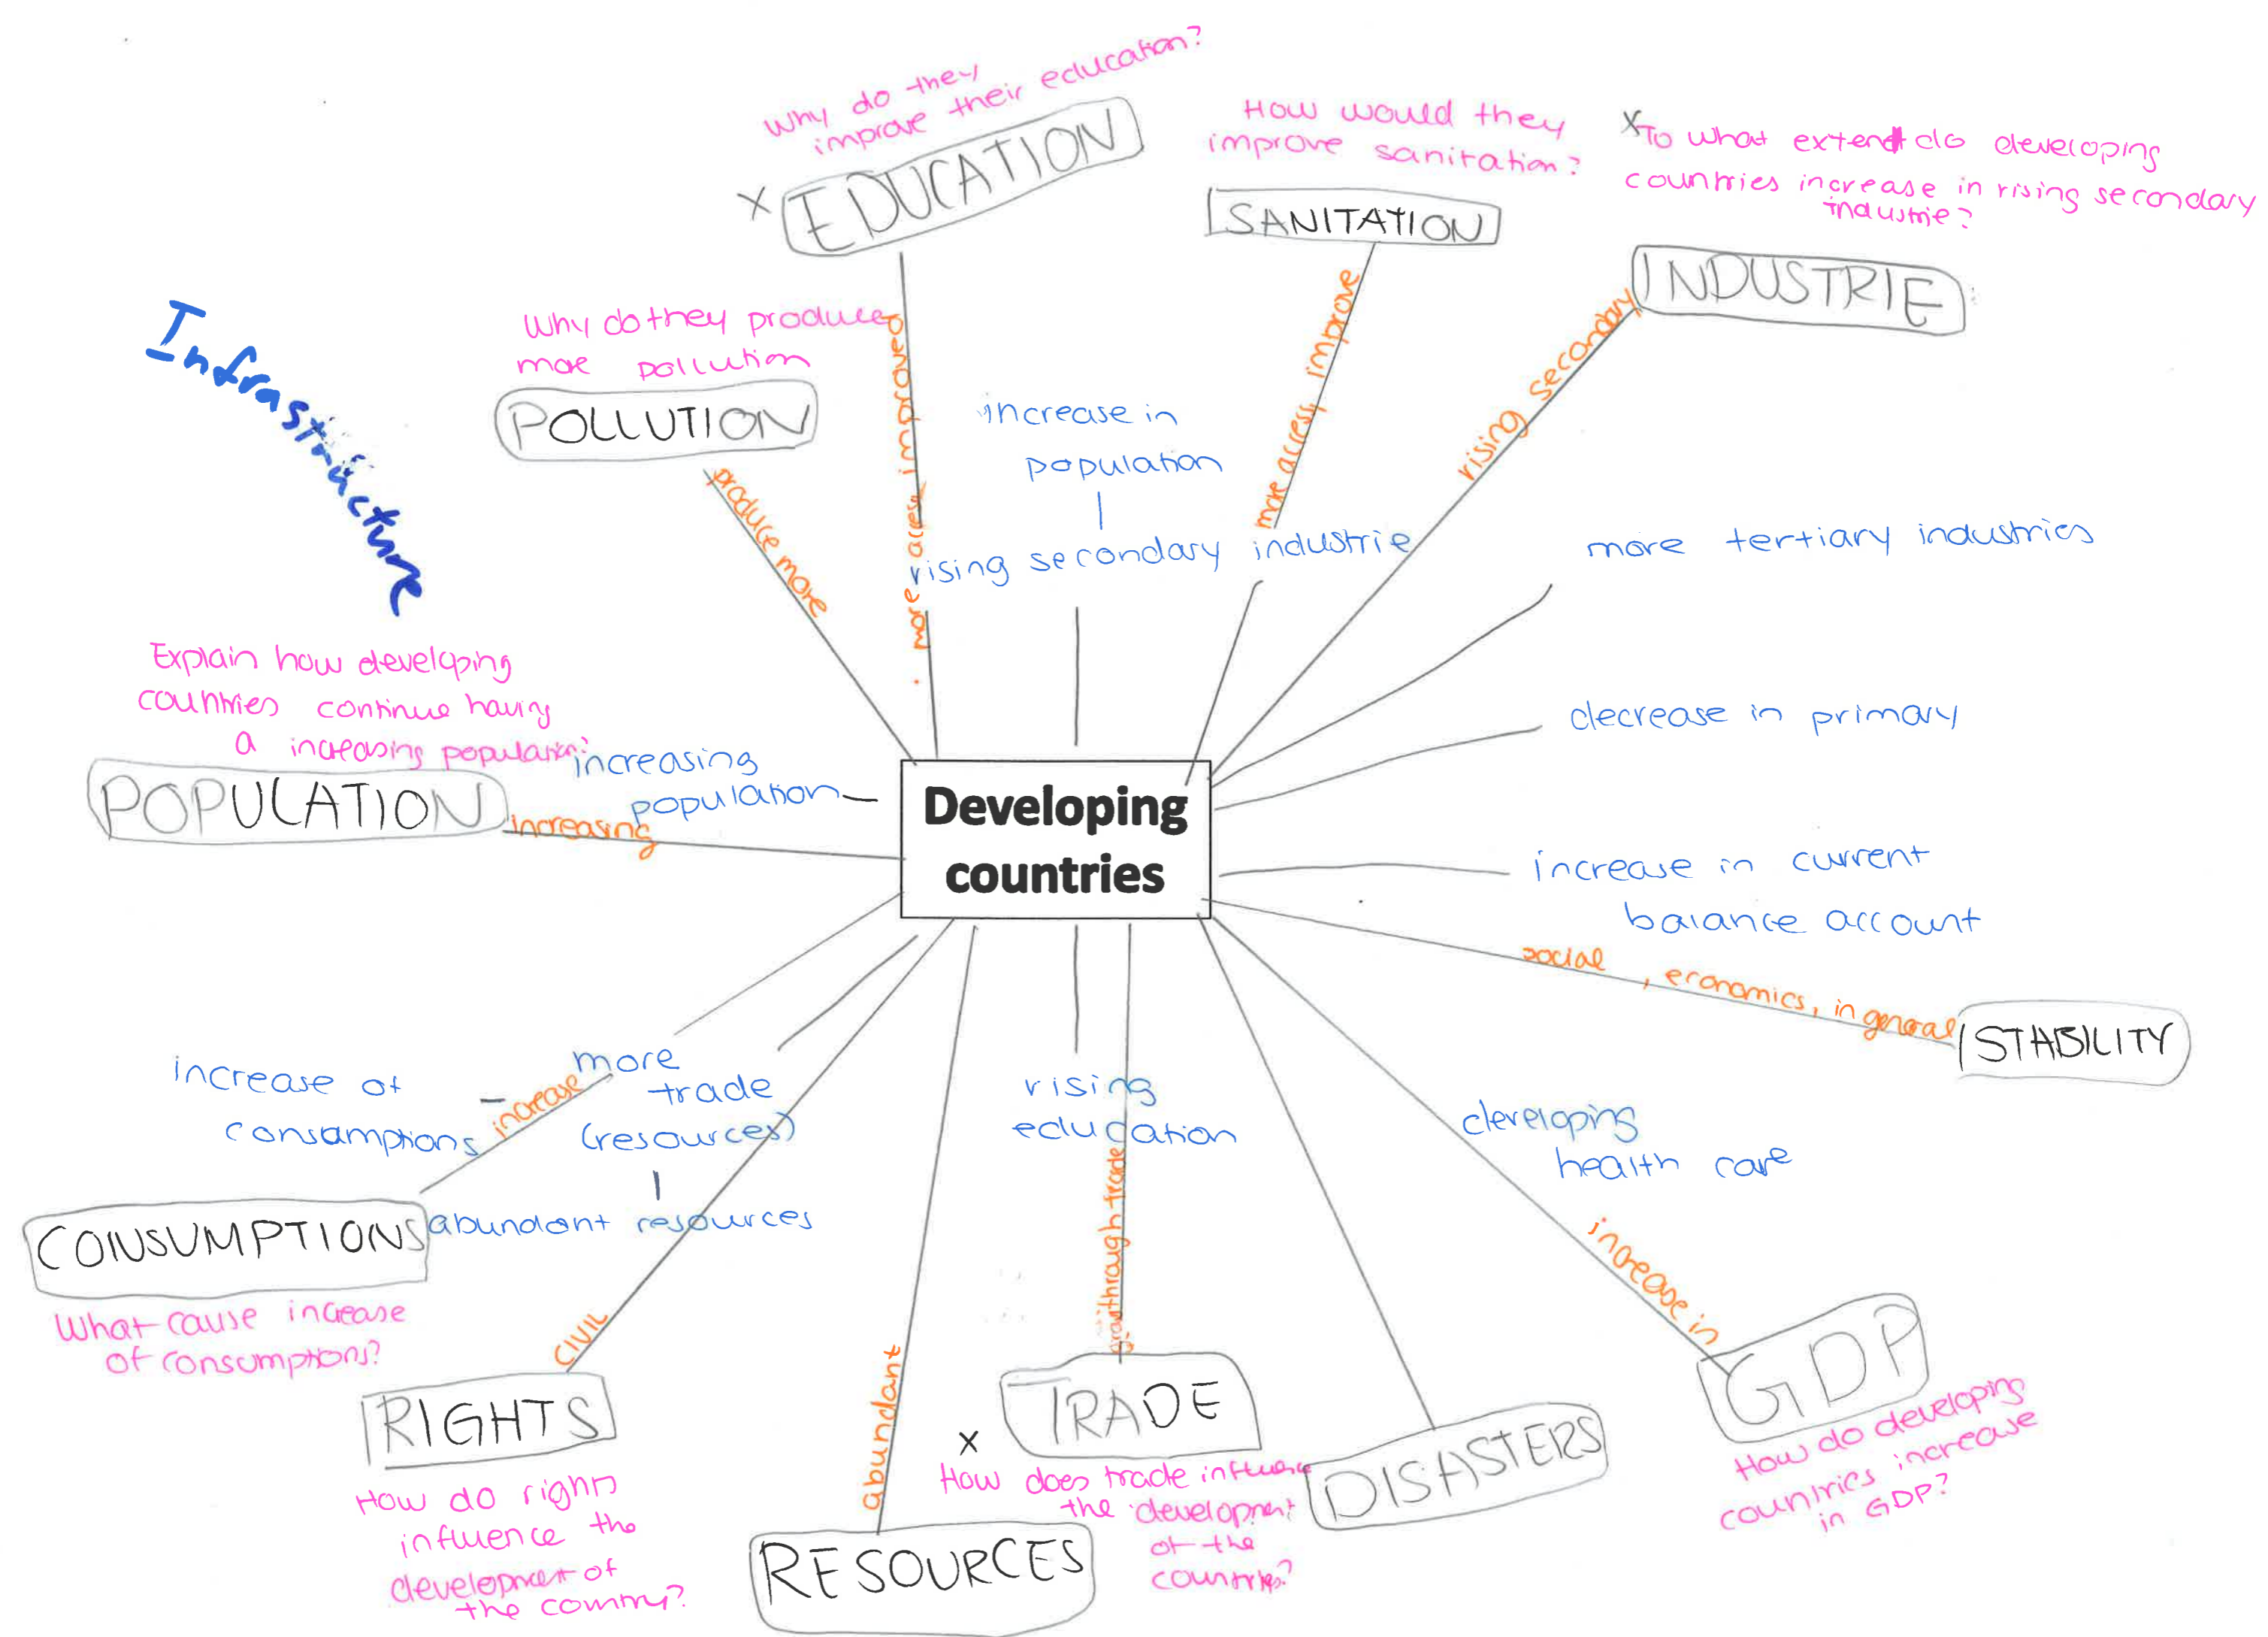 Why do they
improve their education?
X EDUCATION
How would they
improve sanitation?
SANITATION
X To what extend do developing
countries increase in rising secondary
industrie?
INDUSTRIE
Infrastructure
Why do they produce
more pollution
POLLUTION
produce more
more access, improved
increase in
population
rising secondary industrie
more access, improve
rising secondary
more tertiary industries
decrease in primary
Explain how developing
countries continue having
a increasing population?
POPULATION
increasing
increasing
population
Developing
countries
increase in current
balance account
social, economics, in general
STABILITY
increase of
consamptions
increase
more
trade
(resources)
abundant resources
CONSUMPTIONS
What cause increase
of consumptions?
rising
education
developing
health care
increase in
GDP
How do developing
countries increase
in GDP?
civil
RIGHTS
How do rights
influence the
development of
the country?
abundant
RESOURCES
through trade
X TRADE
How does trade influence
the development
of the
countries?
DISASTERS